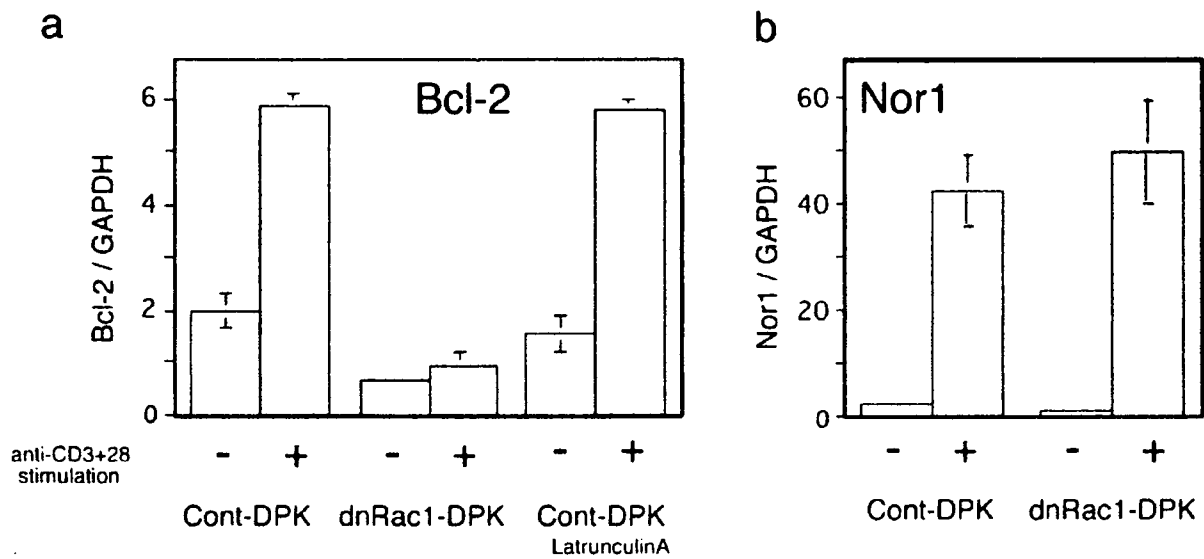 a
Bcl-2
Bcl-2 / GAPDH
6
4
2
0
anti-CD3+28
stimulation
- + - + - +
Cont-DPK dnRac1-DPK Cont-DPK
LatrunculinA
b
Nor1
Nor1 / GAPDH
60
40
20
0
- + - +
Cont-DPK dnRac1-DPK